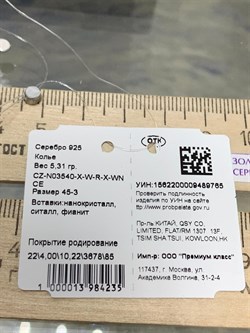 Серебро 925
Колье
Вес 5,31 гр.
CZ-N03540-X-W-R-X-WN
CE
Размер 45-3
Вставки:нанокристалл,
ситалл, фианит
Покрытие родирование
22\4,00\10,22\3678\85
1 000013 984235
ОТК
УИН:1562200009489765
Проверить подлинность
изделия по УИН на сайте
ttp://www.probpalata.gov.ru
Пр-ль КИТАЙ, QSY CO,
LIMITED, FLAT/RM 1307 13F,
TSIM SHA TSUI, KOWLOON,HK
Имп-р: ООО "Премиум класс"
117437, г. Москва, ул
Академика Волгина, 31-2-4